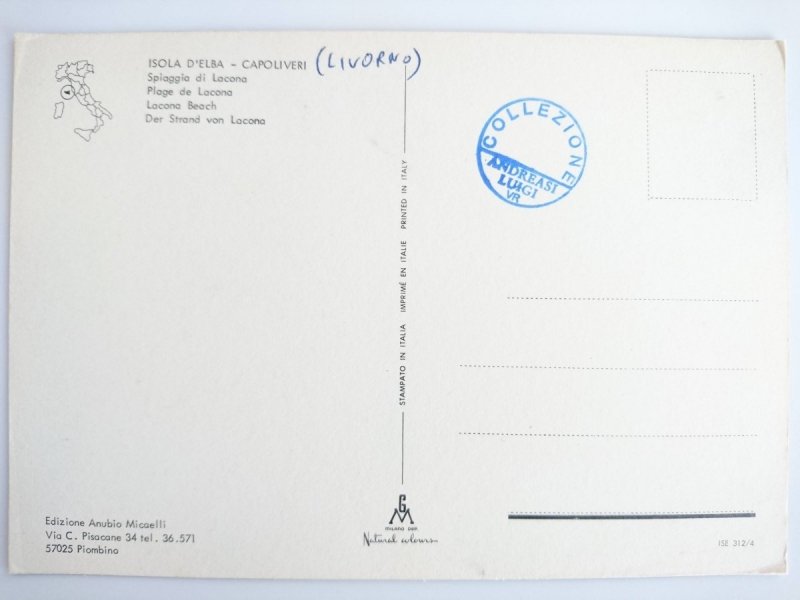 ISOLA D'ELBA - CAPOLIVERI (LIVORNO)
Spiaggia di Lacona
Plage de Lacona
Lacona Beach
Der Strand von Lacona
COLLEZIONE
ANDREASI
LUIGI
VR
STAMPATO IN ITALIA IMPRIMÉ EN ITALIE PRINTED IN ITALY
Edizione Anubio Micaelli
Via C. Pisacane 34 tel. 36.571
57025 Piombino
GM
Natural colours
ISE 312/4